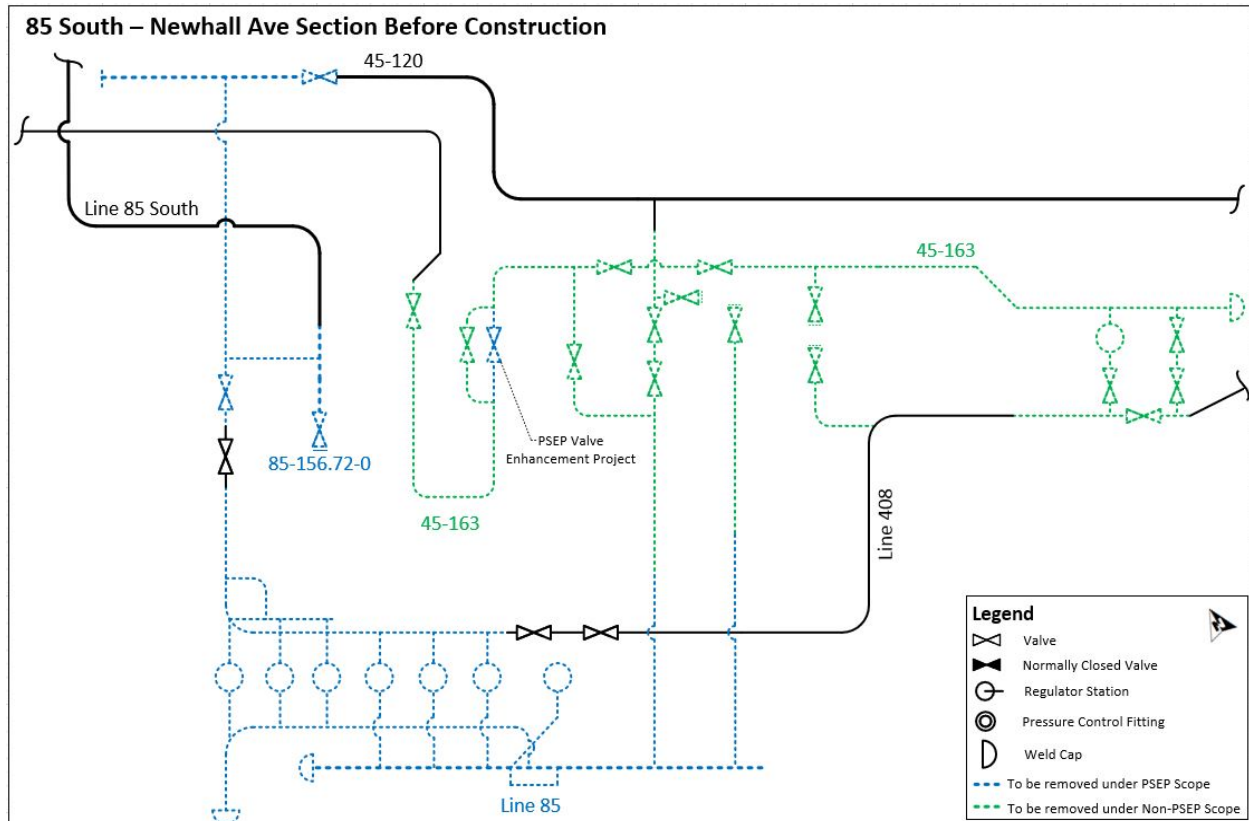 85 South – Newhall Ave Section Before Construction
45-120
Line 85 South
45-163
PSEP Valve
Enhancement Project
85-156.72-0
45-163
Line 408
Line 85
Legend
Valve
Normally Closed Valve
Regulator Station
Pressure Control Fitting
Weld Cap
To be removed under PSEP Scope
To be removed under Non-PSEP Scope